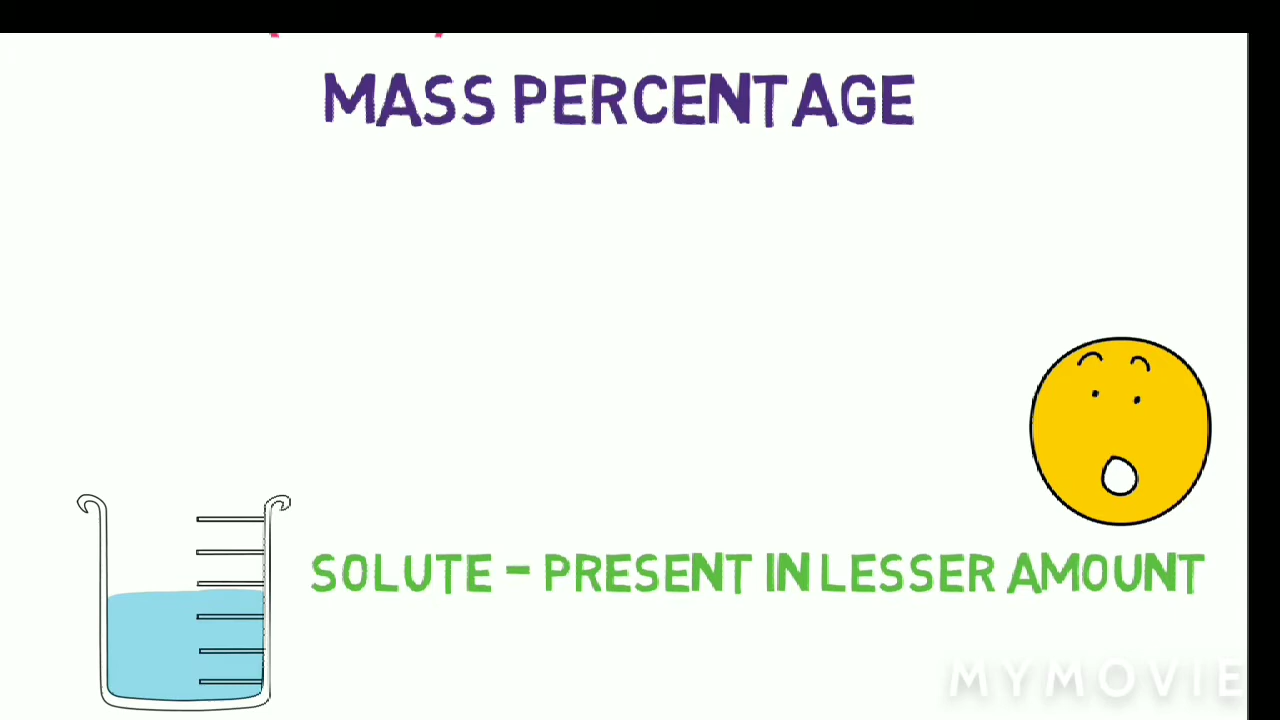 MASS PERCENTAGE
SOLUTE - PRESENT IN LESSER AMOUNT
MYMOVIE